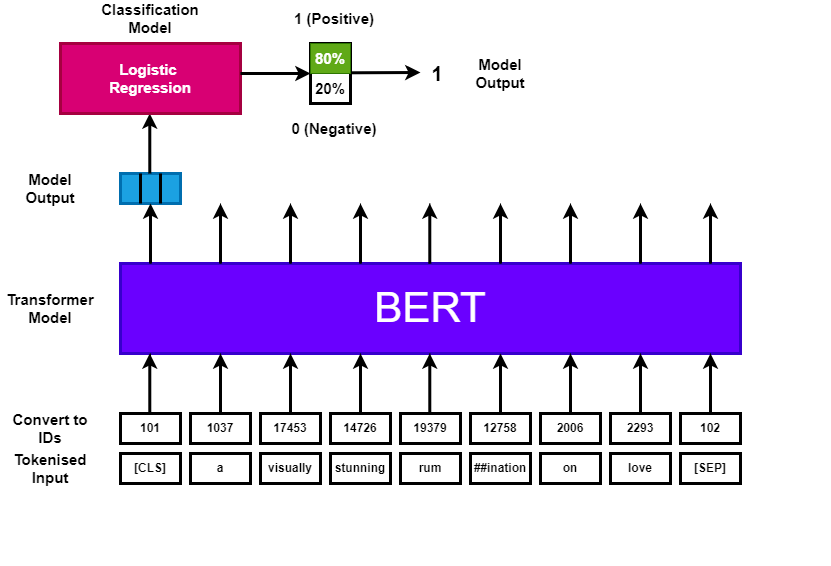 Classification
Model
1 (Positive)
Logistic
Regression
80%
20%
1
Model
Output
0 (Negative)
Model
Output
Transformer
Model
BERT
Convert to
IDs
101 1037 17453 14726 19379 12758 2006 2293 102
Tokenised
Input
[CLS] a visually stunning rum ##ination on love [SEP]